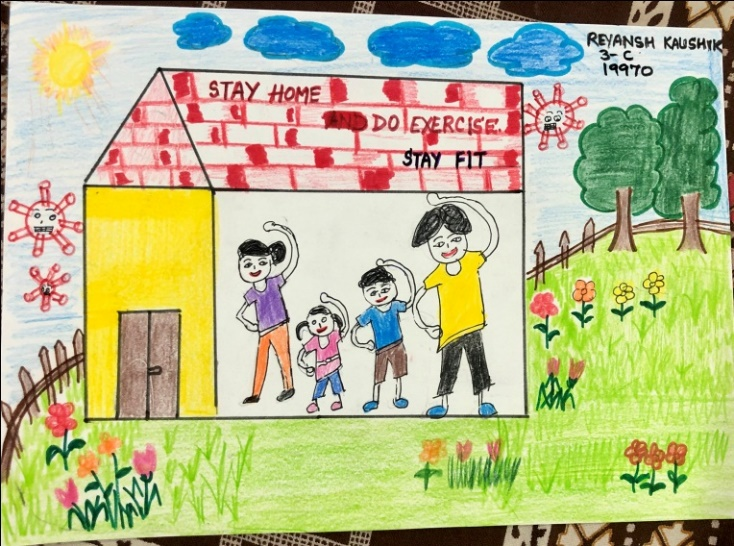 REYANSH KAUSHIK
3-C
19970
STAY HOME
AND DO EXERCISE.
STAY FIT